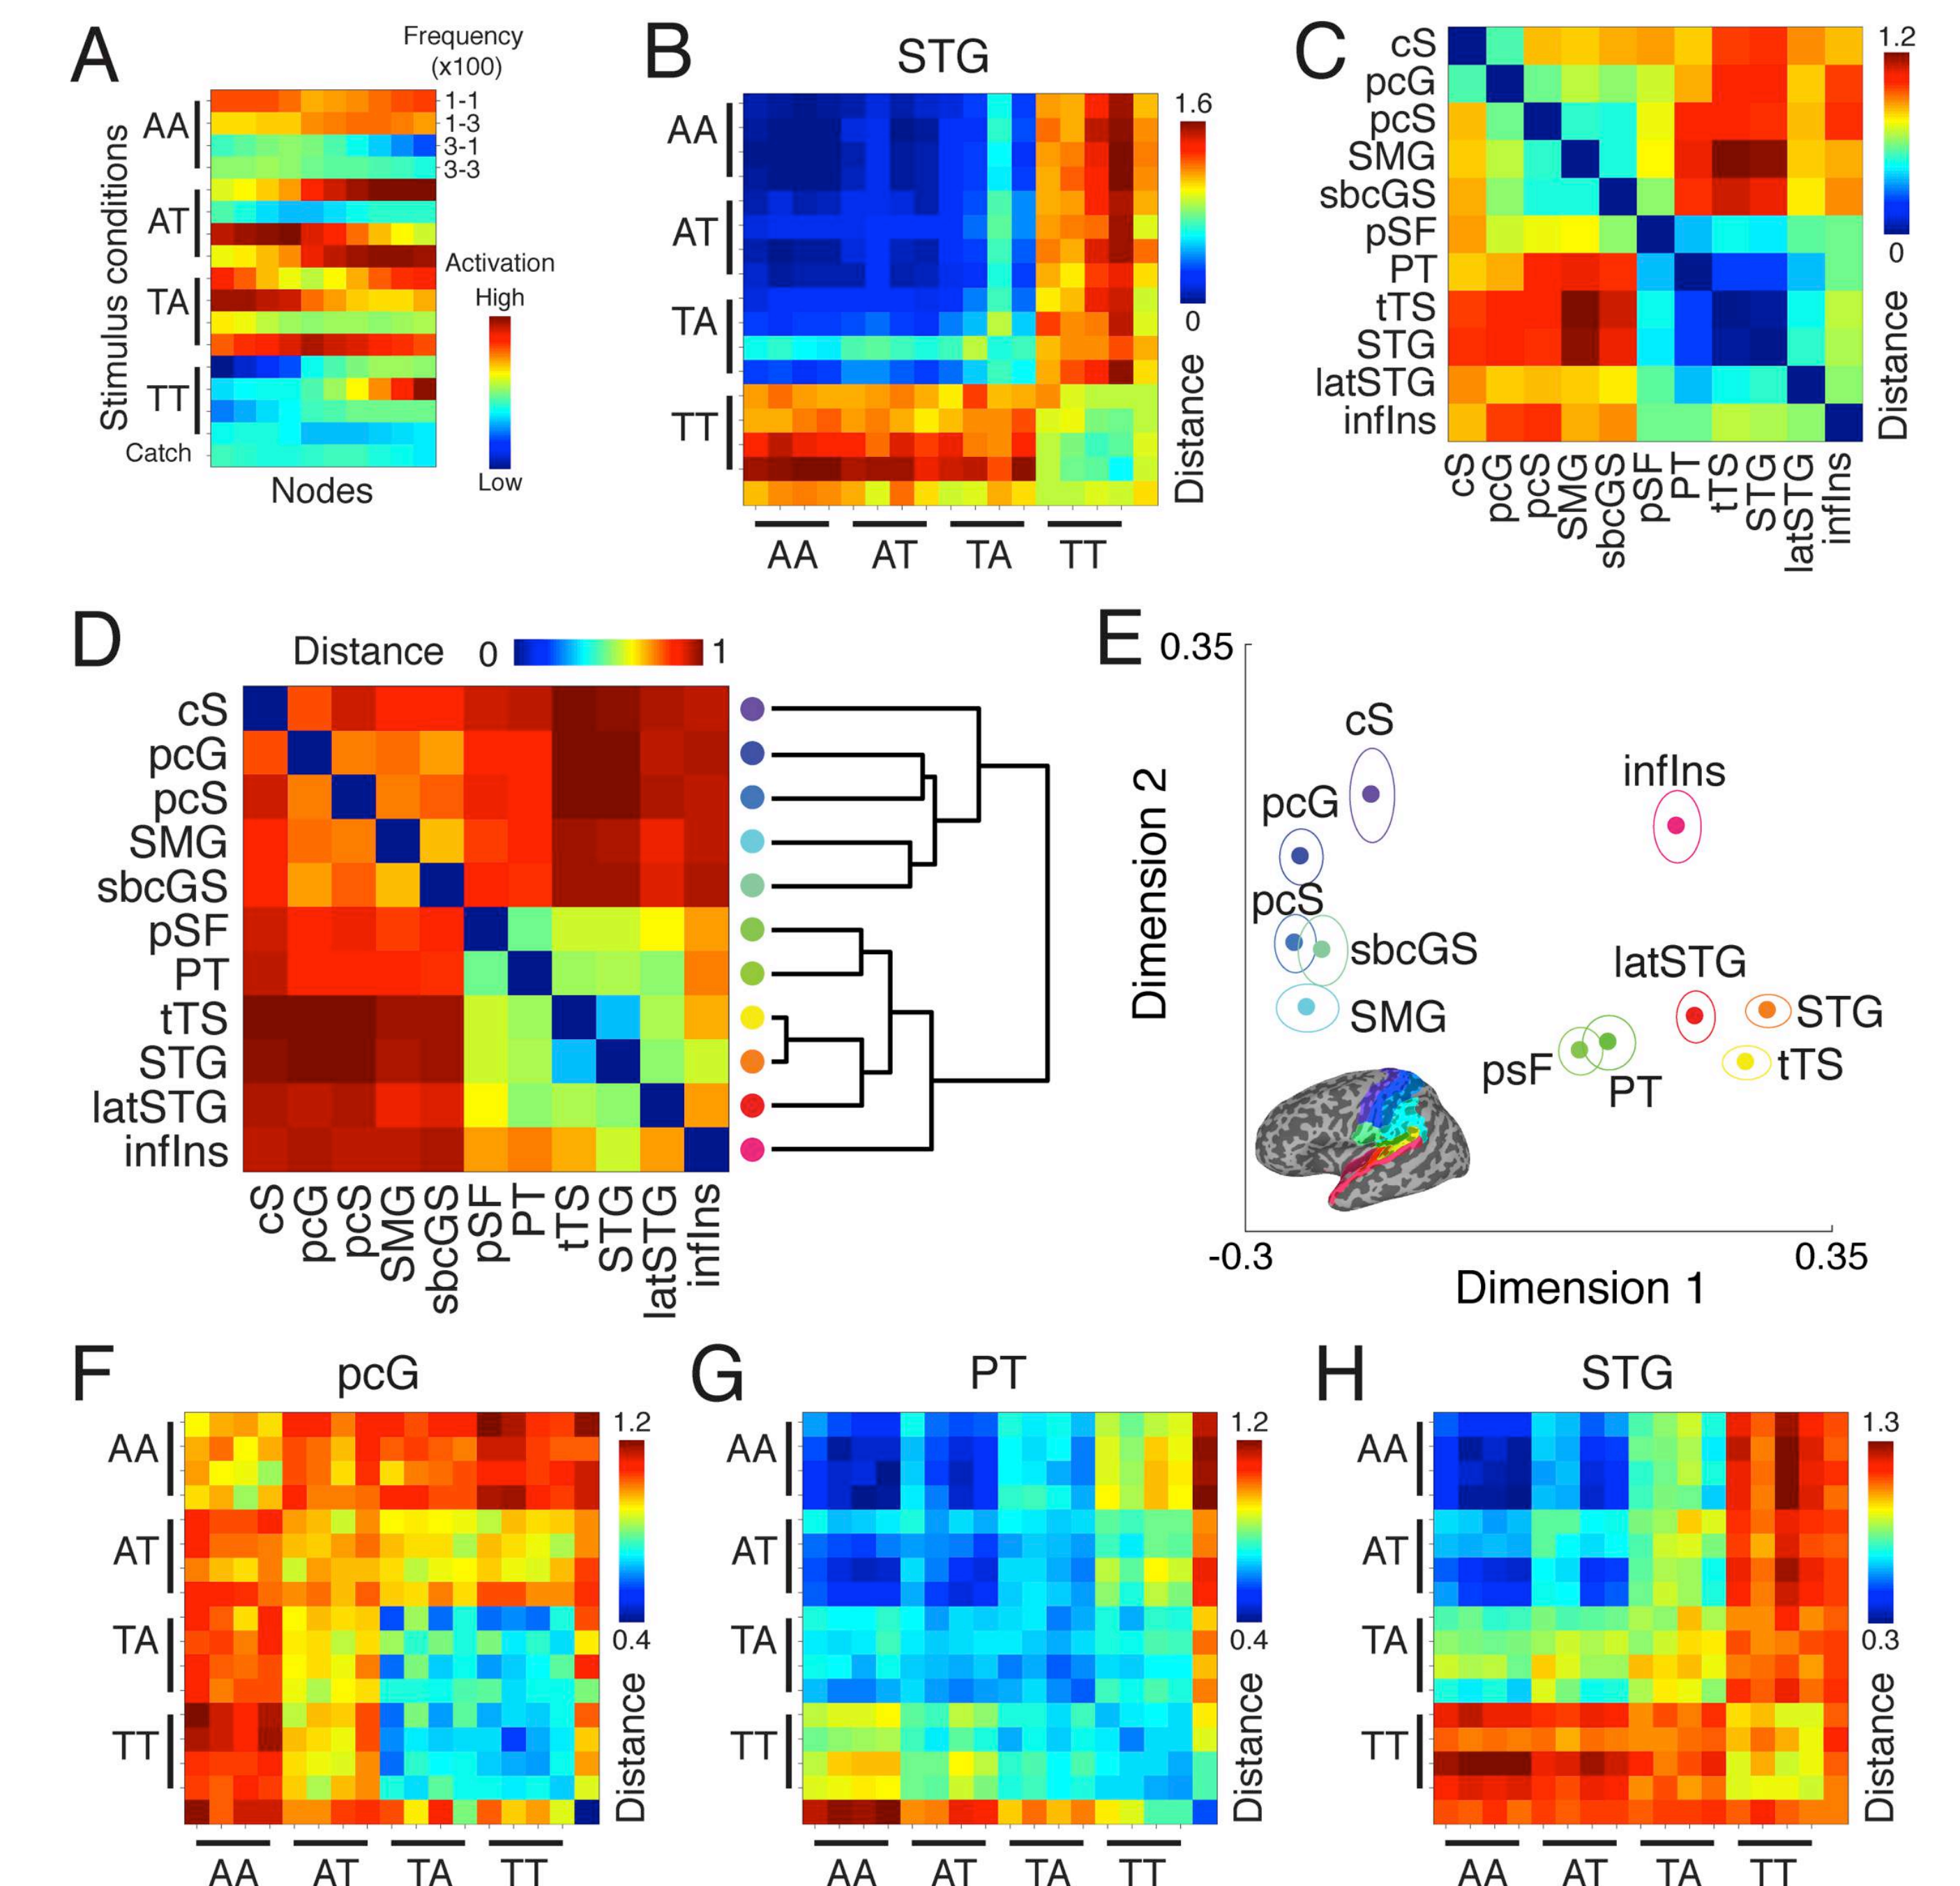 A
Frequency
(x100)
1-1
1-3
3-1
3-3
AA
AT
TA
TT
Catch
Stimulus conditions
Nodes
Activation
High
Low
B
STG
AA
AT
TA
TT
AA AT TA TT
1.6
0
Distance
C
cS
pcG
pcS
SMG
sbcGS
pSF
PT
tTS
STG
latSTG
infIns
cS pcG pcS SMG sbcGS pSF PT tTS STG latSTG infIns
1.2
0
Distance
D
Distance 0 1
cS
pcG
pcS
SMG
sbcGS
pSF
PT
tTS
STG
latSTG
infIns
cS pcG pcS SMG sbcGS pSF PT tTS STG latSTG infIns
E
0.35
Dimension 2
cS
infIns
pcG
pcS
sbcGS
latSTG
SMG
STG
psF
PT
tTS
-0.3 0.35
Dimension 1
F
pcG
AA
AT
TA
TT
AA AT TA TT
1.2
0.4
Distance
G
PT
AA
AT
TA
TT
AA AT TA TT
1.2
0.4
Distance
H
STG
AA
AT
TA
TT
AA AT TA TT
1.3
0.3
Distance